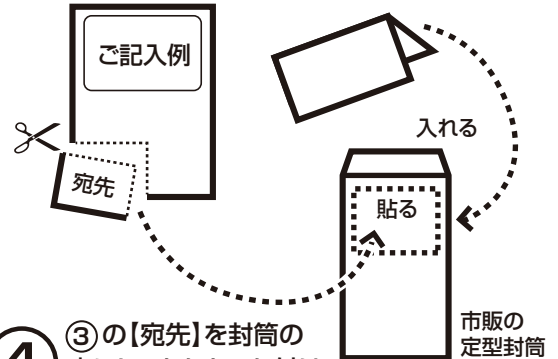 ご記入例
入れる
宛先
貼る
市販の
定型封筒
③の【宛先】を封筒の